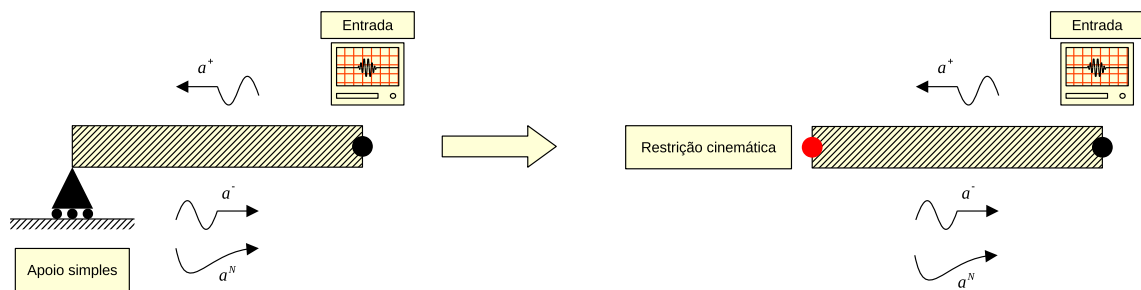 Entrada
a+
a-
aN
Apoio simples
Entrada
a+
Restrição cinemática
a-
aN